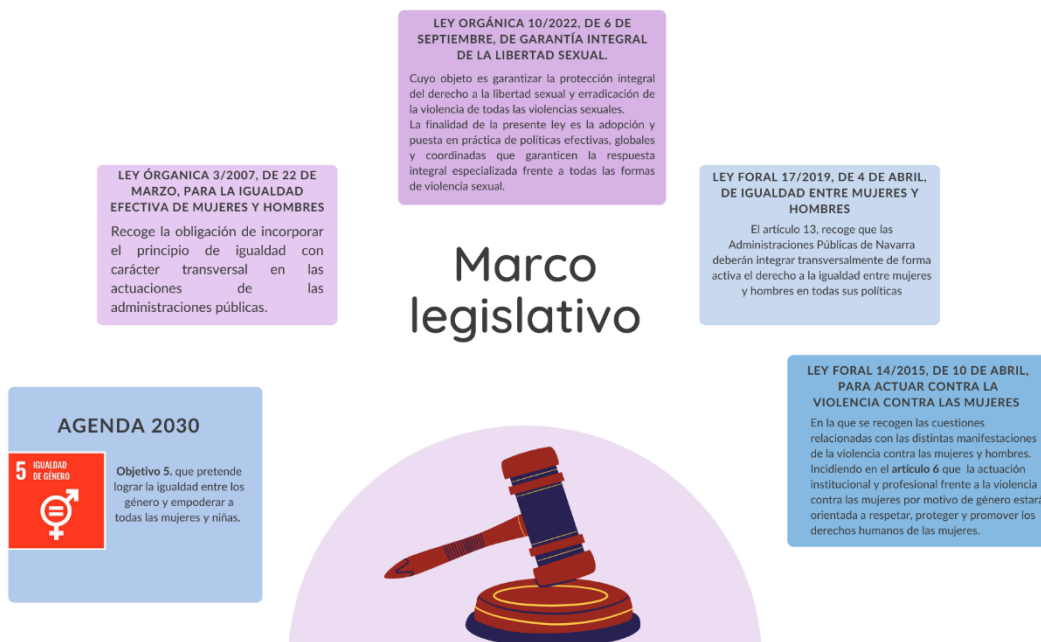 LEY ORGÁNICA 10/2022, DE 6 DE
SEPTIEMBRE, DE GARANTÍA INTEGRAL
DE LA LIBERTAD SEXUAL.
Cuyo objeto es garantizar la protección integral
del derecho a la libertad sexual y erradicación de
la violencia de todas las violencias sexuales.
La finalidad de la presente ley es la adopción y
puesta en práctica de políticas efectivas, globales
y coordinadas que garanticen la respuesta
integral especializada frente a todas las formas
de violencia sexual.
LEY ÓRGANICA 3/2007, DE 22 DE
MARZO, PARA LA IGUALDAD
EFECTIVA DE MUJERES Y HOMBRES
Recoge la obligación de incorporar
el principio de igualdad con
carácter transversal en las
actuaciones de las
administraciones públicas.
LEY FORAL 17/2019, DE 4 DE ABRIL,
DE IGUALDAD ENTRE MUJERES Y
HOMBRES
El artículo 13, recoge que las
Administraciones Públicas de Navarra
deberán integrar transversalmente de forma
activa el derecho a la igualdad entre mujeres
y hombres en todas sus políticas
Marco
legislativo
AGENDA 2030
5 IGUALDAD
DE GÉNERO
Objetivo 5. que pretende
lograr la igualdad entre los
género y empoderar a
todas las mujeres y niñas.
LEY FORAL 14/2015, DE 10 DE ABRIL,
PARA ACTUAR CONTRA LA
VIOLENCIA CONTRA LAS MUJERES
En la que se recogen las cuestiones
relacionadas con las distintas manifestaciones
de la violencia contra las mujeres y hombres.
Incidiendo en el artículo 6 que la actuación
institucional y profesional frente a la violencia
contra las mujeres por motivo de género estará
orientada a respetar, proteger y promover los
derechos humanos de las mujeres.